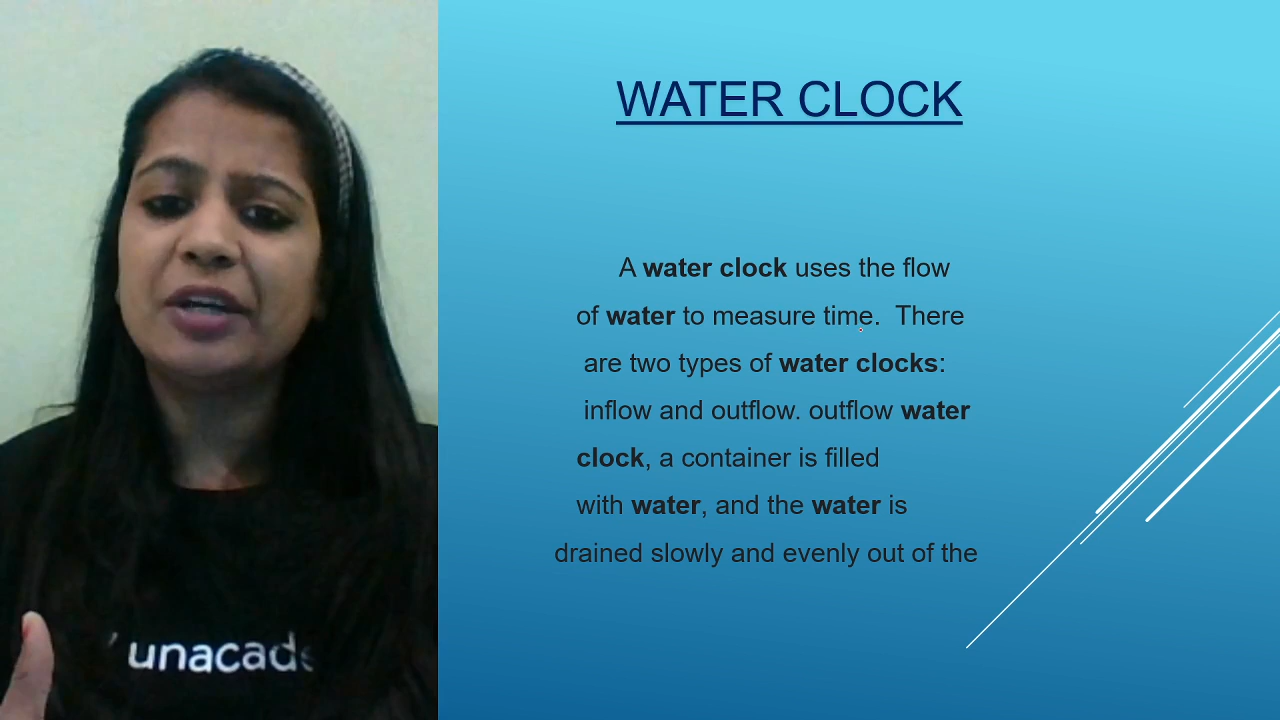 WATER CLOCK
A water clock uses the flow
of water to measure time.  There
are two types of water clocks:
inflow and outflow. outflow water
clock, a container is filled
with water, and the water is
drained slowly and evenly out of the
unacade